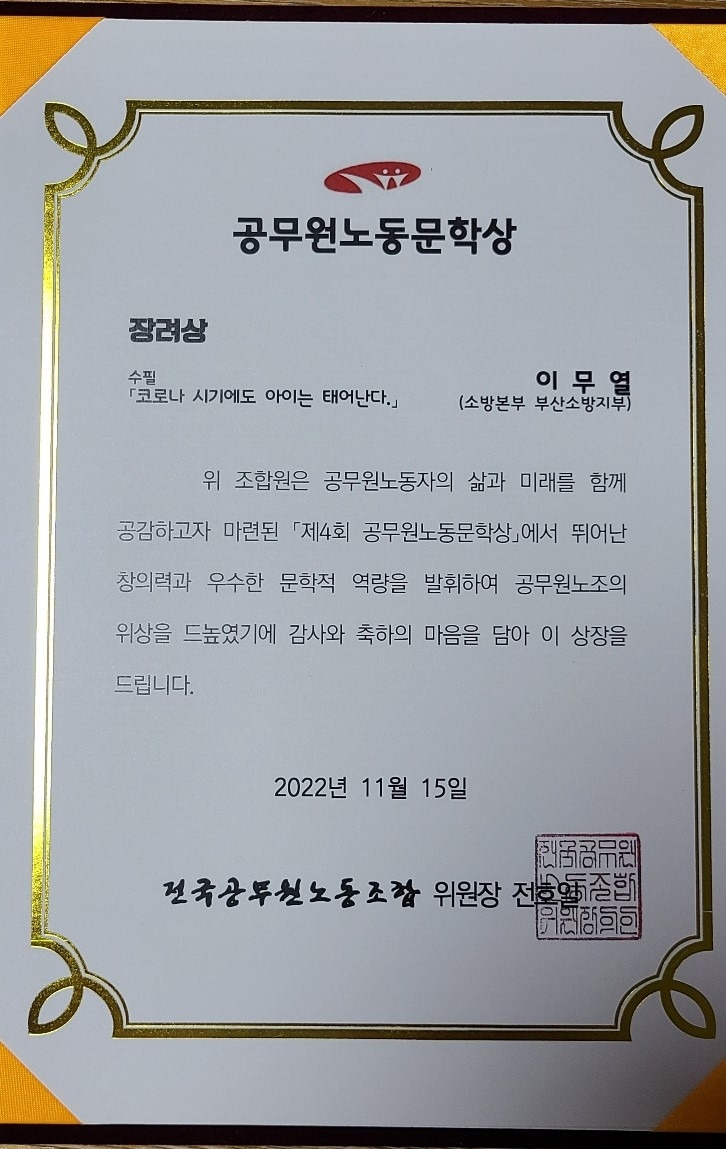 공무원노동문학상
장려상
수필
「코로나 시기에도 아이는 태어난다.」
이 무 열
(소방본부 부산소방지부)
위 조합원은 공무원노동자의 삶과 미래를 함께
공감하고자 마련된 「제4회 공무원노동문학상」에서 뛰어난
창의력과 우수한 문학적 역량을 발휘하여 공무원노조의
위상을 드높였기에 감사와 축하의 마음을 담아 이 상장을
드립니다.
2022년 11월 15일
전국공무원노동조합 위원장 전호일